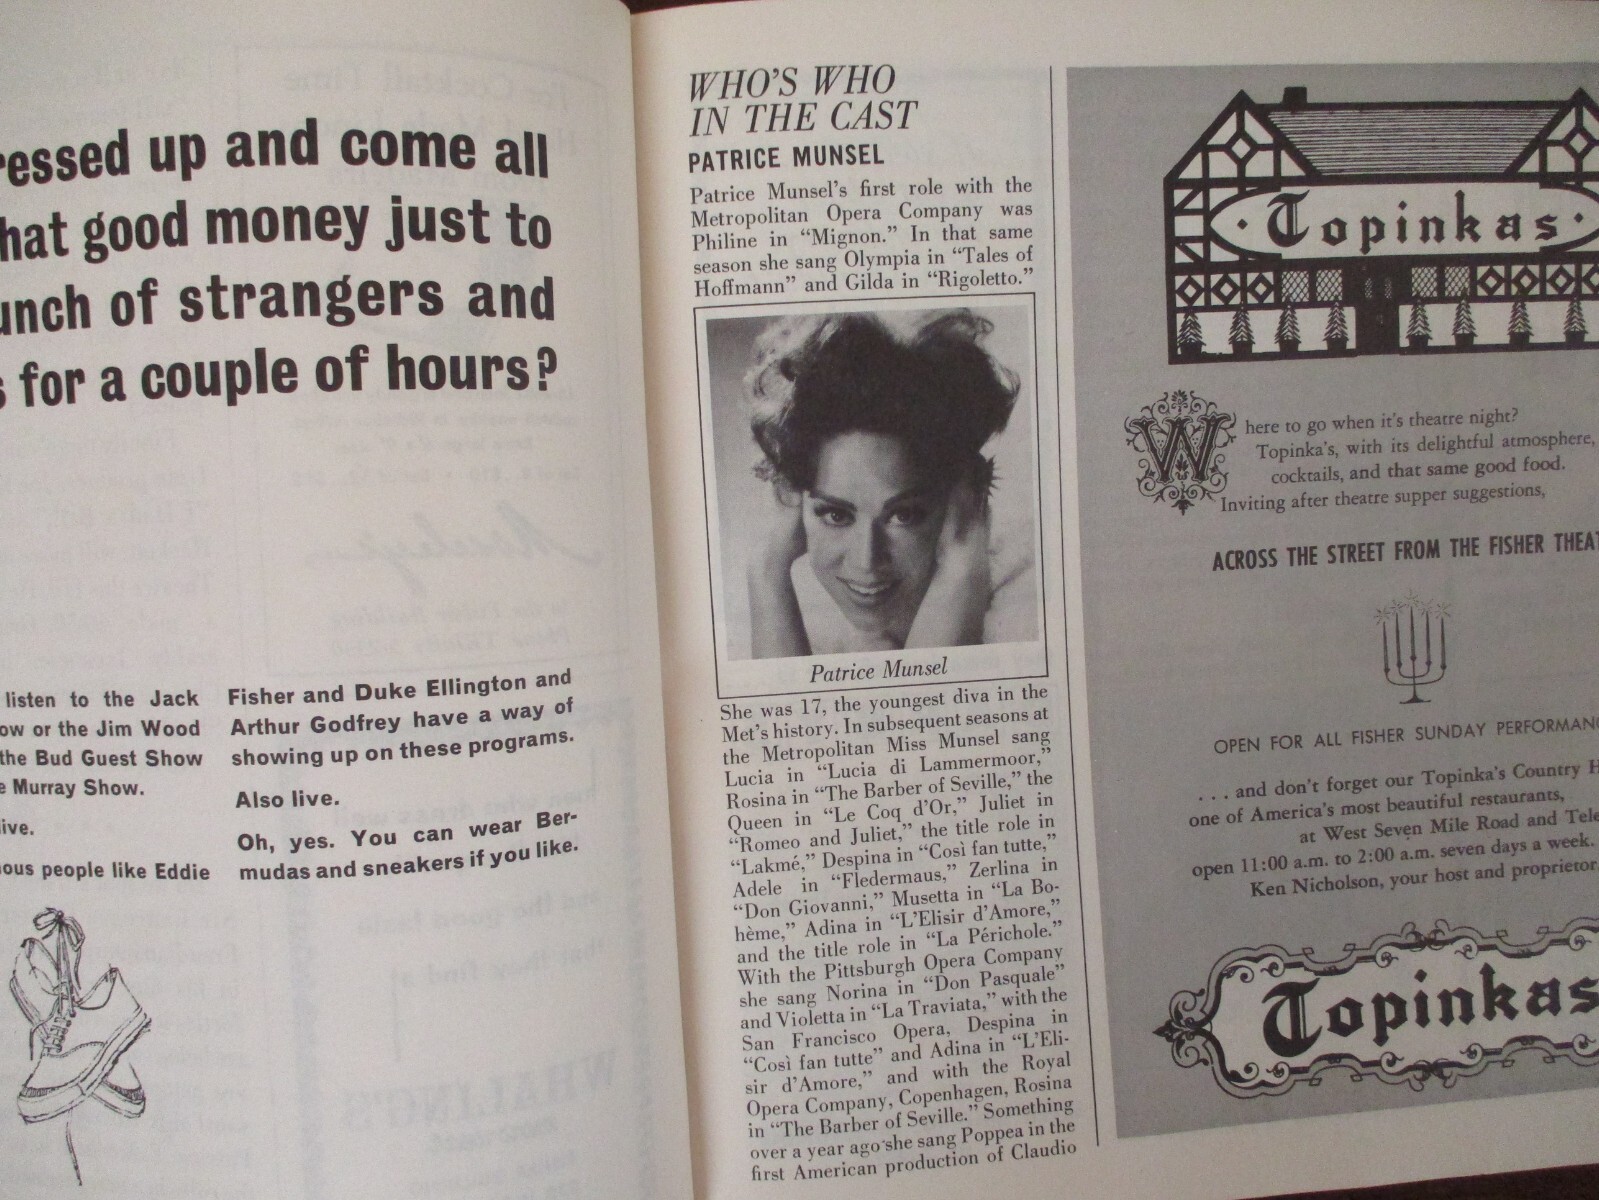 ressed up and come all
hat good money just to
unch of strangers and
s for a couple of hours?
listen to the Jack
ow or the Jim Wood
the Bud Guest Show
e Murray Show.
live.
ous people like Eddie
Fisher and Duke Ellington and
Arthur Godfrey have a way of
showing up on these programs.
Also live.
Oh, yes. You can wear Ber-
mudas and sneakers if you like.
WHO'S WHO
IN THE CAST
PATRICE MUNSEL
Patrice Munsel's first role with the
Metropolitan Opera Company was
Philine in "Mignon." In that same
season she sang Olympia in "Tales of
Hoffmann" and Gilda in "Rigoletto."
Patrice Munsel
She was 17, the youngest diva in the
Met's history. In subsequent seasons at
the Metropolitan Miss Munsel sang
Lucia in "Lucia di Lammermoor,"
Rosina in "The Barber of Seville," the
Queen in "Le Coq d'Or," Juliet in
"Romeo and Juliet," the title role in
"Lakmé," Despina in "Così fan tutte,"
Adele in "Fledermaus," Zerlina in
"Don Giovanni," Musetta in "La Bo-
hème," Adina in "L'Elisir d'Amore,"
and the title role in "La Périchole."
With the Pittsburgh Opera Company
she sang Norina in "Don Pasquale"
and Violetta in "La Traviata," with the
San Francisco Opera, Despina in
"Così fan tutte" and Adina in "L'Eli-
sir d'Amore," and with the Royal
Opera Company, Copenhagen, Rosina
in "The Barber of Seville." Something
over a year ago she sang Poppea in the
first American production of Claudio
Topinkas
Where to go when it's theatre night?
Topinka's, with its delightful atmosphere,
cocktails, and that same good food.
Inviting after theatre supper suggestions,
ACROSS THE STREET FROM THE FISHER THEAT
OPEN FOR ALL FISHER SUNDAY PERFORMANC
. . . and don't forget our Topinka's Country H
one of America's most beautiful restaurants,
at West Seven Mile Road and Tele
open 11:00 a.m. to 2:00 a.m. seven days a week.
Ken Nicholson, your host and proprietor.
Topinkas